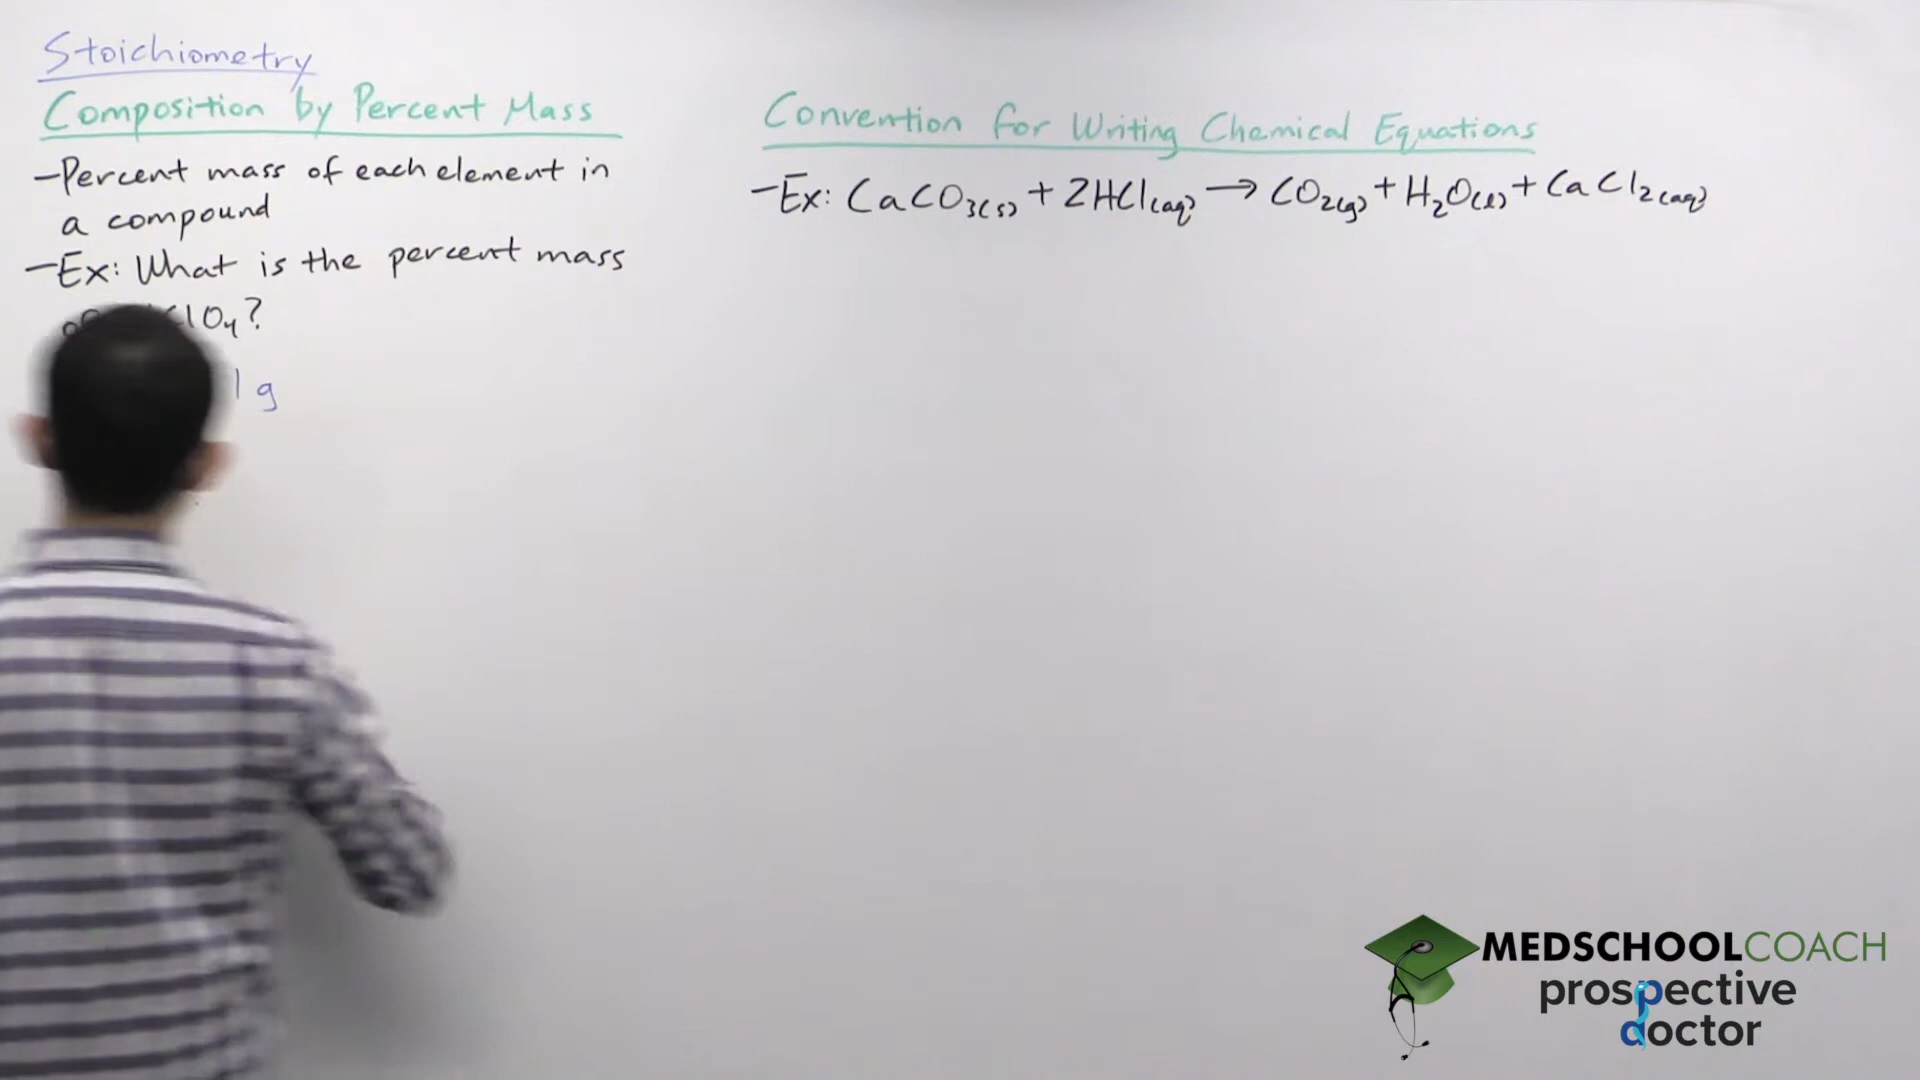 Stoichiometry
Composition by Percent Mass
-Percent mass of each element in
a compound
-Ex: What is the percent mass
ClO₄?
1 g
Convention for Writing Chemical Equations
-Ex: CaCO₃(s) + 2HCl(aq) → CO₂(g) + H₂O(l) + CaCl₂(aq)
MEDSCHOOLCOACH
prospective
doctor